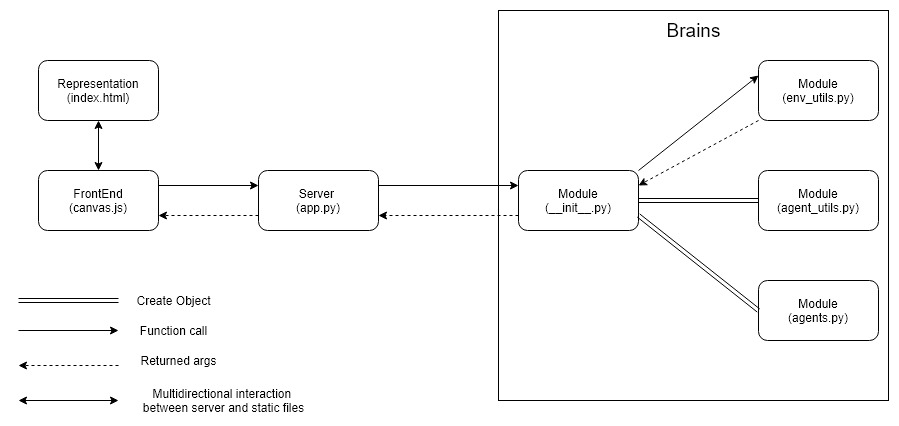 Brains
Representation
(index.html)
Module
(env_utils.py)
FrontEnd
(canvas.js)
Server
(app.py)
Module
(__init__.py)
Module
(agent_utils.py)
Module
(agents.py)
Create Object
Function call
Returned args
Multidirectional interaction
between server and static files